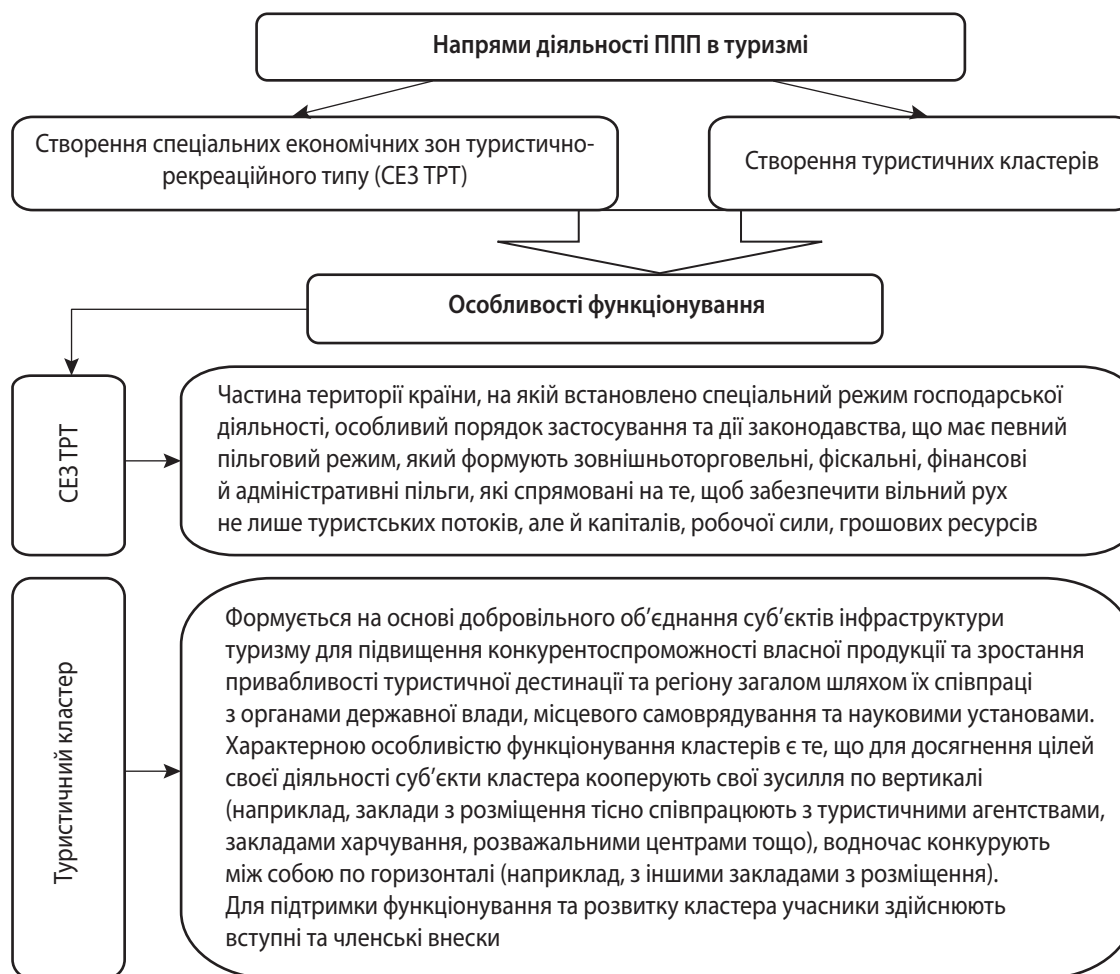 Напрями діяльності ППП в туризмі
Створення спеціальних економічних зон туристично-
рекреаційного типу (СЕЗ ТРТ)
Створення туристичних кластерів
Особливості функціонування
СЕЗ ТРТ
Частина території країни, на якій встановлено спеціальний режим господарської
діяльності, особливий порядок застосування та дії законодавства, що має певний
пільговий режим, який формують зовнішньоторговельні, фіскальні, фінансові
й адміністративні пільги, які спрямовані на те, щоб забезпечити вільний рух
не лише туристських потоків, але й капіталів, робочої сили, грошових ресурсів
Туристичний кластер
Формується на основі добровільного об’єднання суб’єктів інфраструктури
туризму для підвищення конкурентоспроможності власної продукції та зростання
привабливості туристичної дестинації та регіону загалом шляхом їх співпраці
з органами державної влади, місцевого самоврядування та науковими установами.
Характерною особливістю функціонування кластерів є те, що для досягнення цілей
своєї діяльності суб’єкти кластера кооперують свої зусилля по вертикалі
(наприклад, заклади з розміщення тісно співпрацюють з туристичними агентствами,
закладами харчування, розважальними центрами тощо), водночас конкурують
між собою по горизонталі (наприклад, з іншими закладами з розміщення).
Для підтримки функціонування та розвитку кластера учасники здійснюють
вступні та членські внески